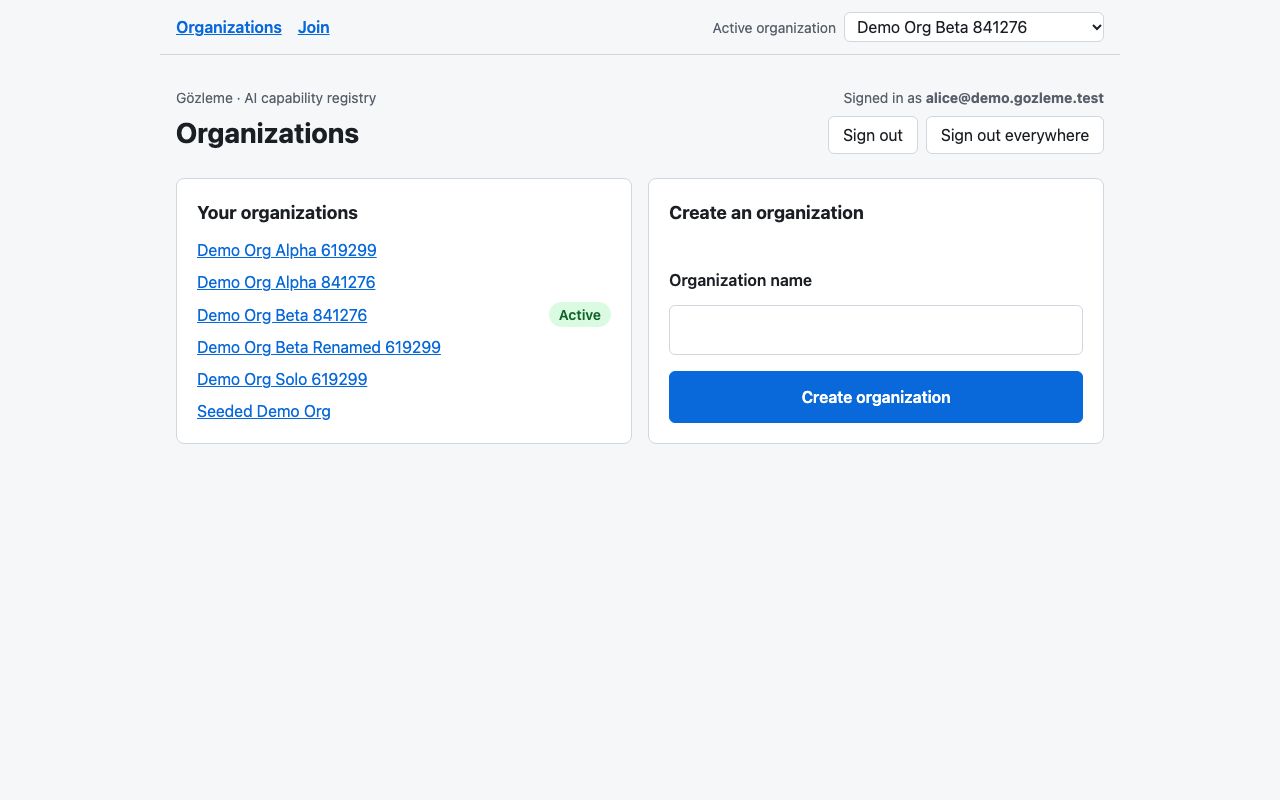 Organizations Join Active organization Demo Org Beta 841276
Gözleme · AI capability registry
Signed in as alice@demo.gozleme.test
Organizations
Sign out Sign out everywhere
Your organizations
Demo Org Alpha 619299
Demo Org Alpha 841276
Demo Org Beta 841276 Active
Demo Org Beta Renamed 619299
Demo Org Solo 619299
Seeded Demo Org
Create an organization
Organization name
Create organization